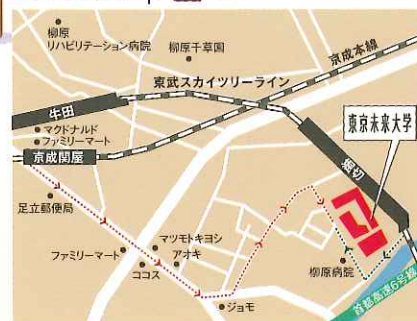 柳原
リハビリテーション病院
柳原千草園
京成本線
東武スカイツリーライン
牛田
マクドナルド
ファミリーマート
京成関屋
東京未来大学
堀切
足立郵便局
マツモトキヨシ
ファミリーマート
アオキ
ココス
柳原病院
ジョモ
首都高速6号線